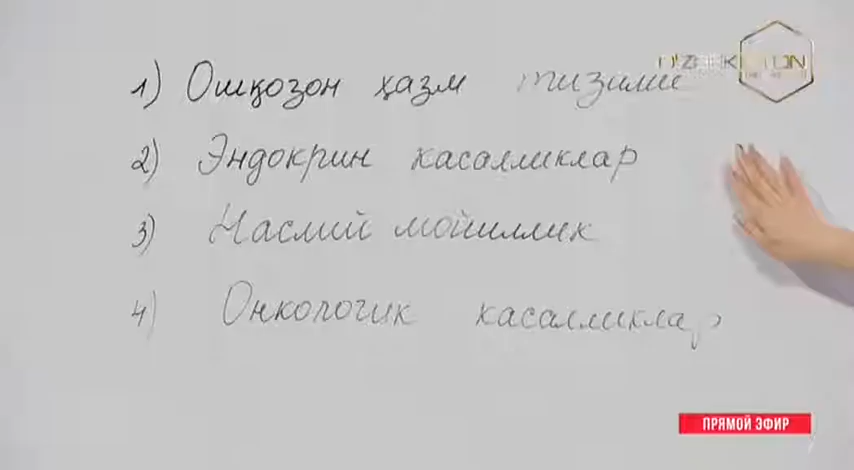 1) Ошқозон ҳазм тизими
2) Эндокрин касалликлар
3) Наслий мойиллик
4) Онкологик касалликлар
ПРЯМОЙ ЭФИР